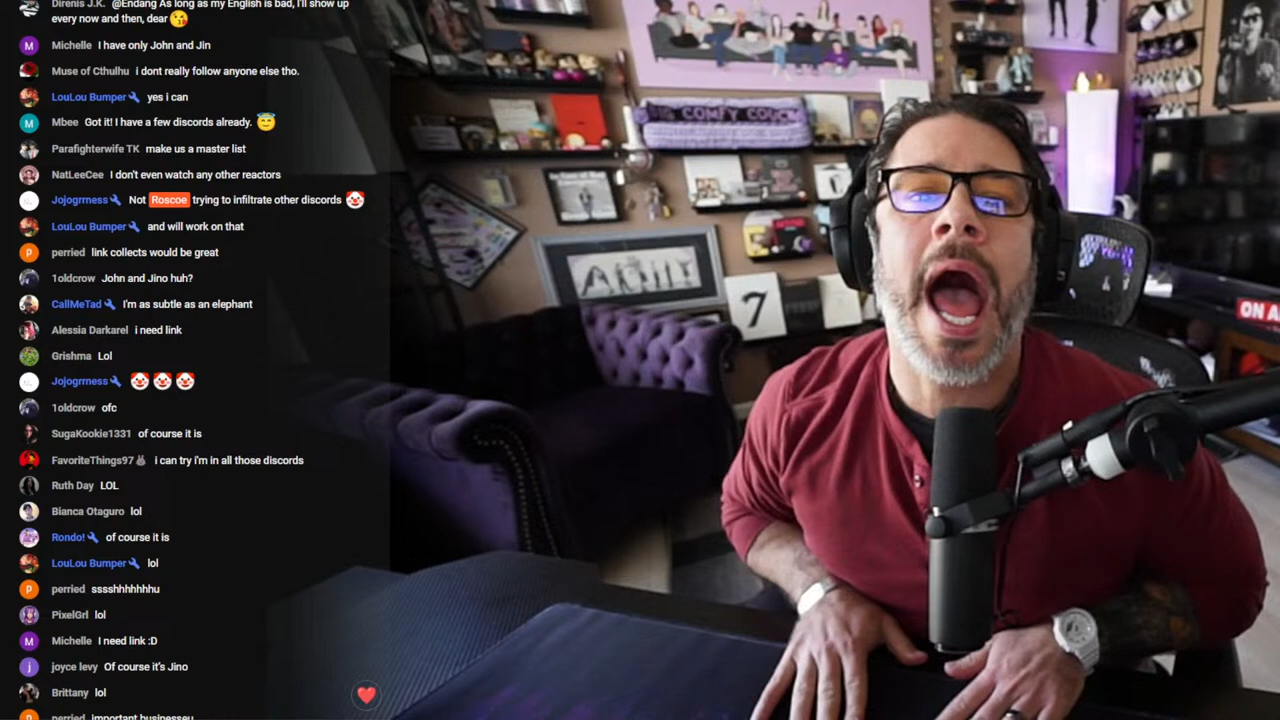 Direnis J.K. @Endang As long as my English is bad, I'll show up
every now and then, dear😘
Michelle I have only John and Jin
Muse of Cthulhu i dont really follow anyone else tho.
LouLou Bumper yes i can
Mbee Got it! I have a few discords already. 😇
Parafighterwife TK make us a master list
NatLeeCee I don't even watch any other reactors
Jojogrrness Not Roscoe trying to infiltrate other discords 🤡
LouLou Bumper and will work on that
perried link collects would be great
1oldcrow John and Jino huh?
CallMeTad I'm as subtle as an elephant
Alessia Darkarel i need link
Grishma Lol
Jojogrrness 🤡 🤡 🤡
1oldcrow ofc
SugaKookie1331 of course it is
FavoriteThings97🐰 i can try i'm in all those discords
Ruth Day LOL
Bianca Otaguro lol
Rondo! of course it is
LouLou Bumper lol
perried sssshhhhhhu
PixelGrl lol
Michelle I need link :D
joyce levy Of course it's Jino
Brittany lol
perried important businesseu
COMFY COUCH
ARMY
7
ON A